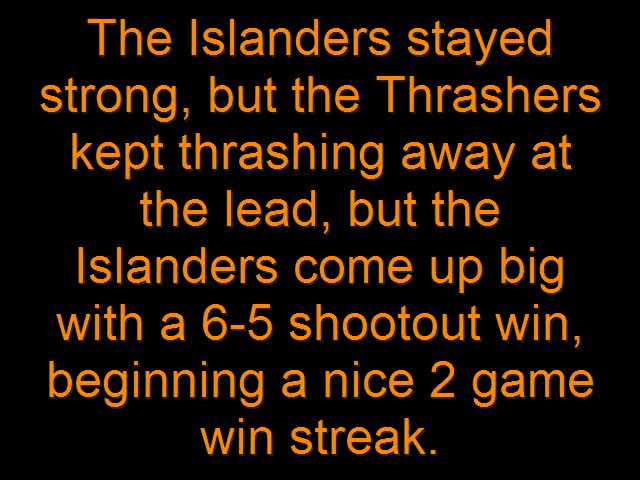 The Islanders stayed
strong, but the Thrashers
kept thrashing away at
the lead, but the
Islanders come up big
with a 6-5 shootout win,
beginning a nice 2 game
win streak.